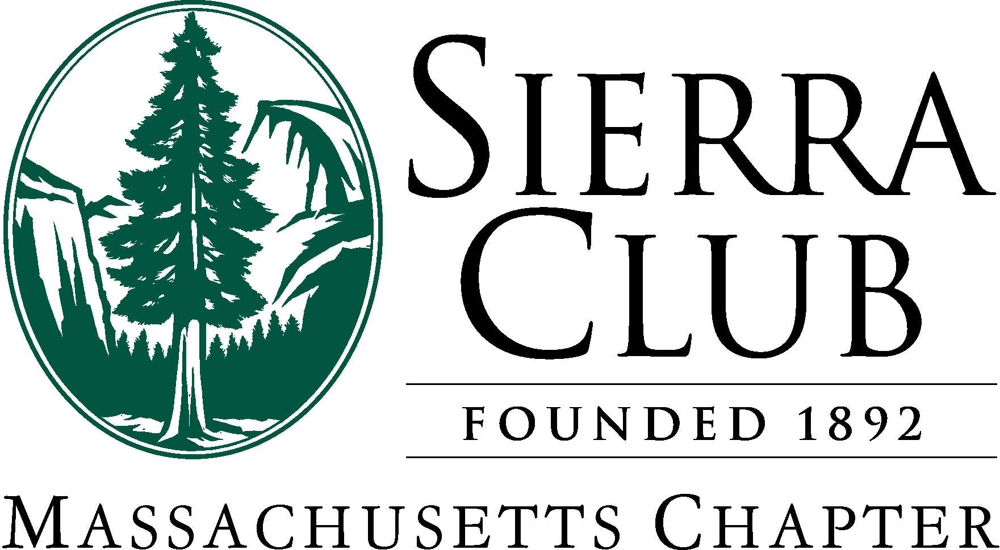 SIERRA
CLUB
FOUNDED 1892
MASSACHUSETTS CHAPTER